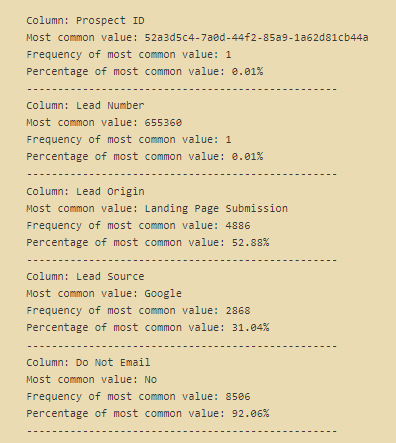 Column: Prospect ID
Most common value: 52a3d5c4-7a0d-44f2-85a9-1a62d81cb44a
Frequency of most common value: 1
Percentage of most common value: 0.01%
--------------------------------------------------
Column: Lead Number
Most common value: 655360
Frequency of most common value: 1
Percentage of most common value: 0.01%
--------------------------------------------------
Column: Lead Origin
Most common value: Landing Page Submission
Frequency of most common value: 4886
Percentage of most common value: 52.88%
--------------------------------------------------
Column: Lead Source
Most common value: Google
Frequency of most common value: 2868
Percentage of most common value: 31.04%
--------------------------------------------------
Column: Do Not Email
Most common value: No
Frequency of most common value: 8506
Percentage of most common value: 92.06%
--------------------------------------------------